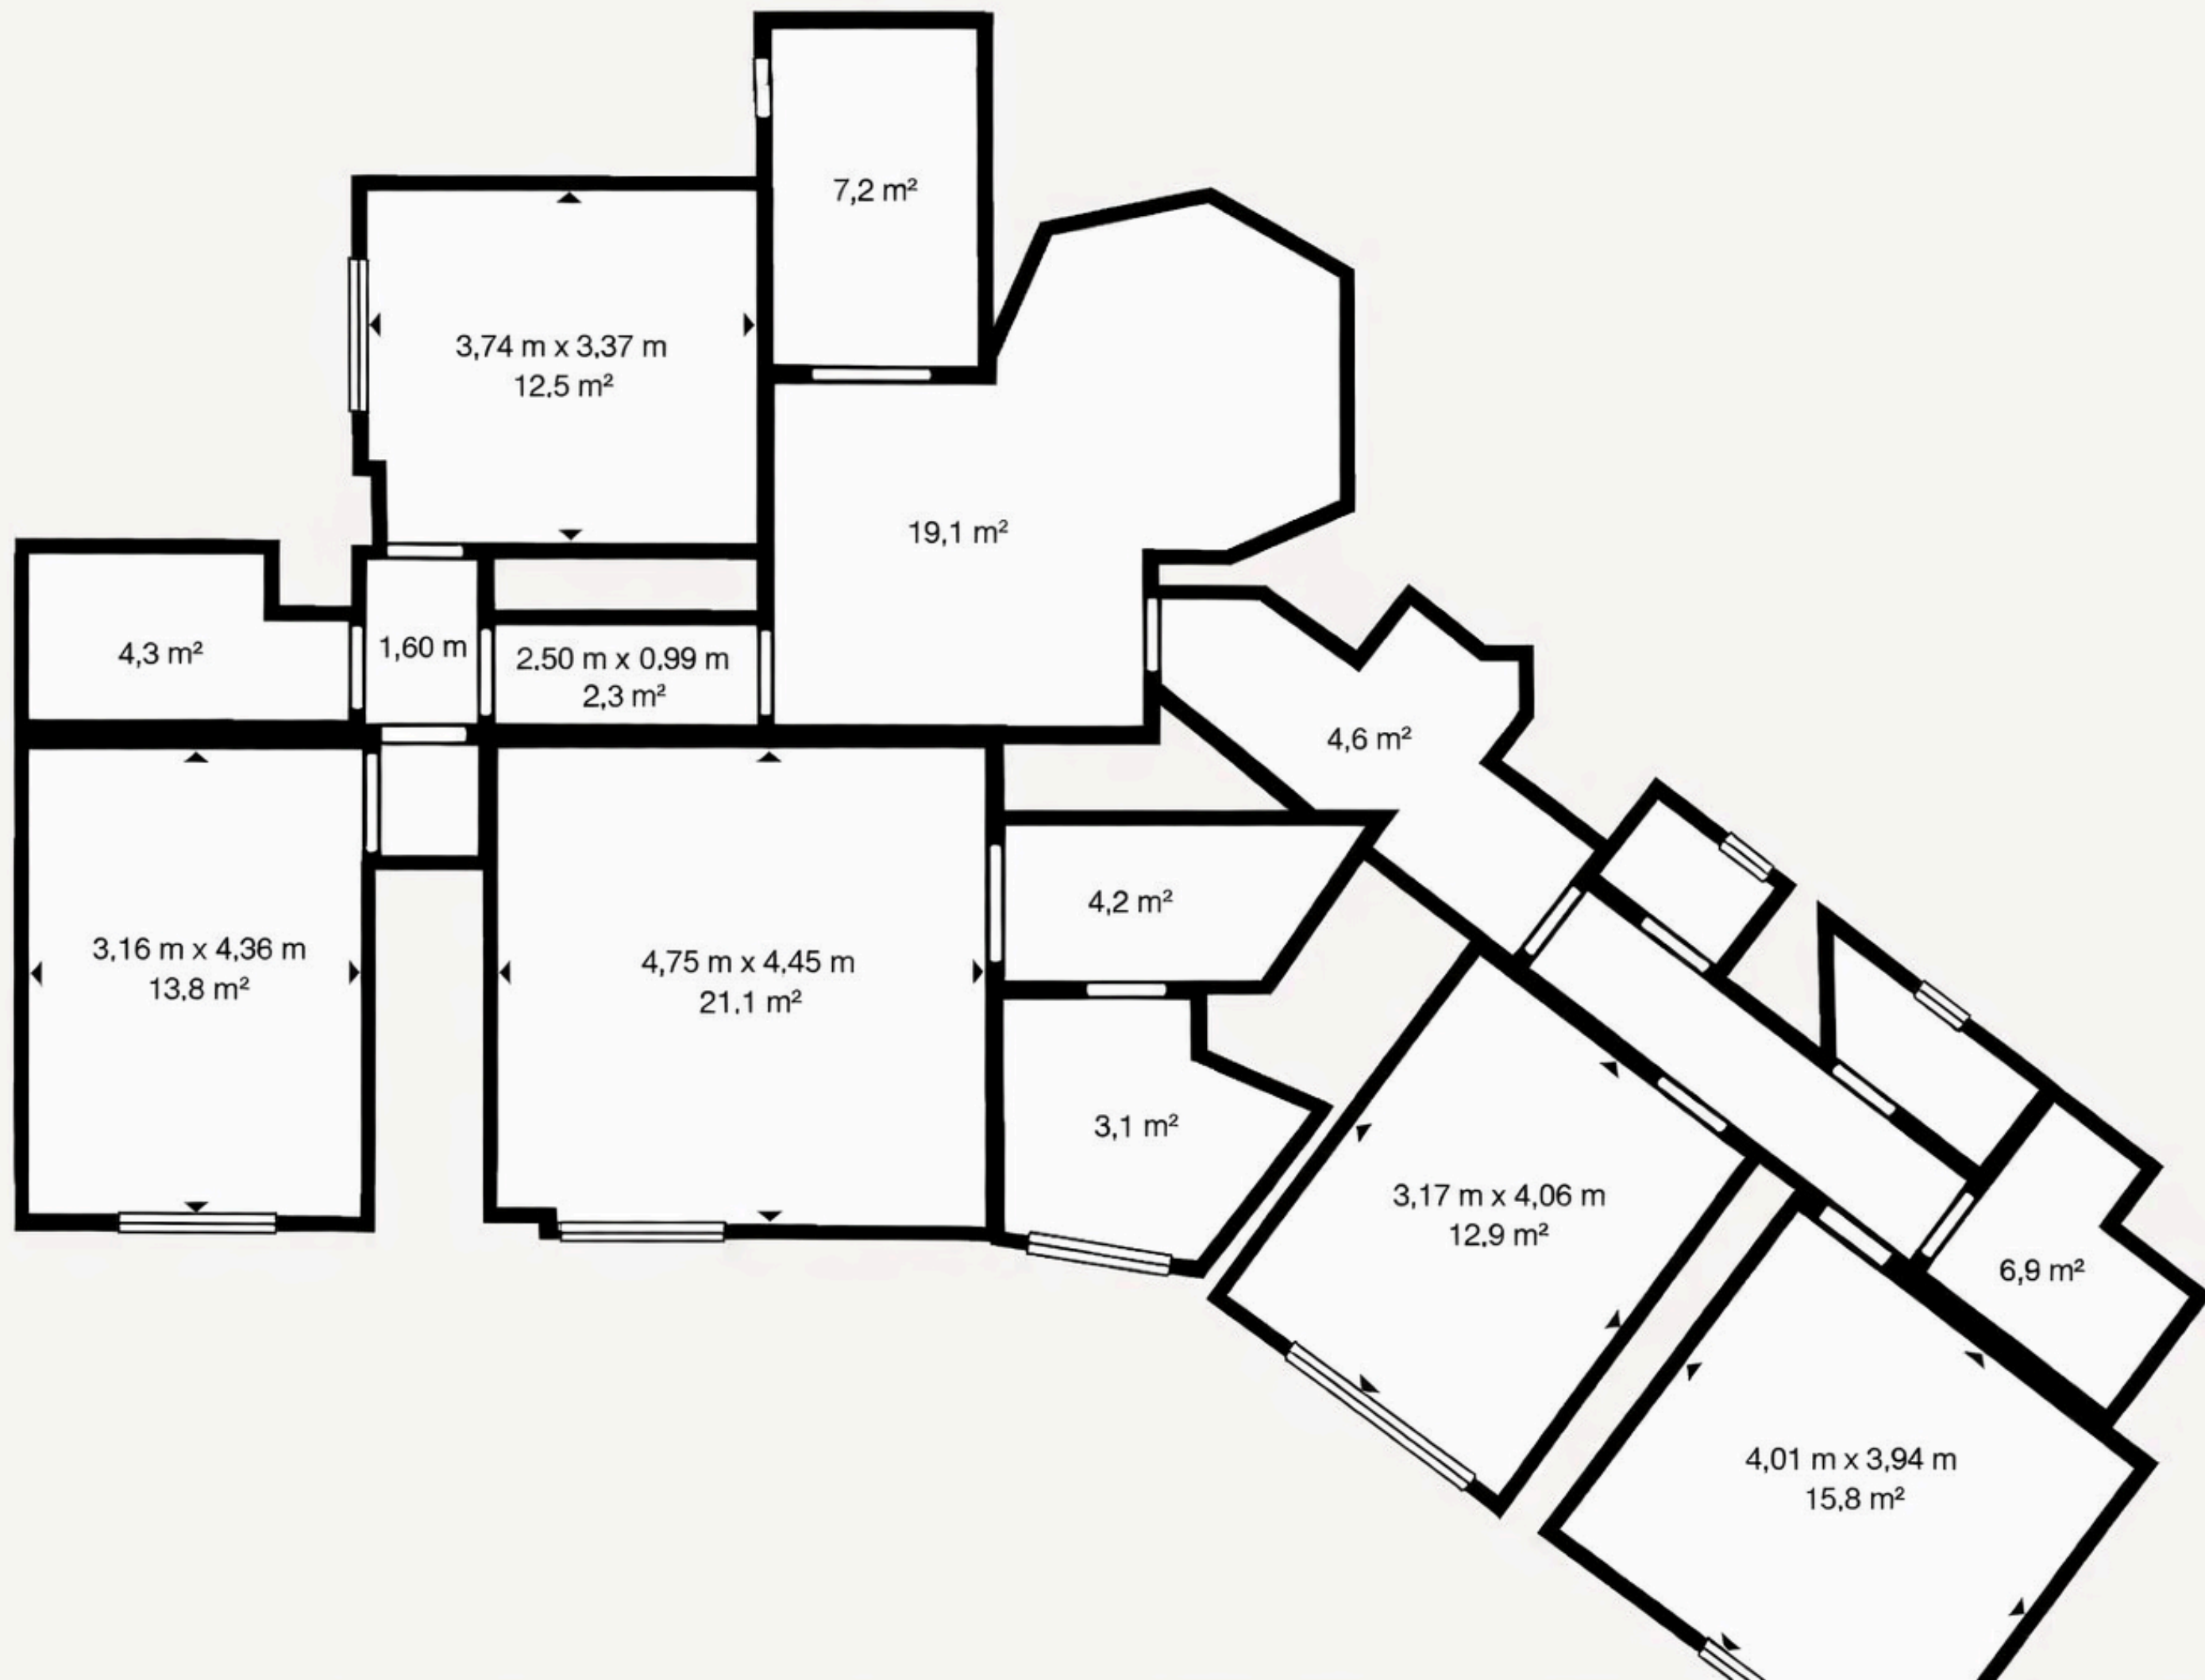 7,2 m²
3,74 m x 3,37 m
12,5 m²
19,1 m²
4,3 m²
1,60 m
2,50 m x 0,99 m
2,3 m²
4,6 m²
4,2 m²
3,16 m x 4,36 m
13,8 m²
4,75 m x 4,45 m
21,1 m²
3,1 m²
3,17 m x 4,06 m
12,9 m²
6,9 m²
4,01 m x 3,94 m
15,8 m²